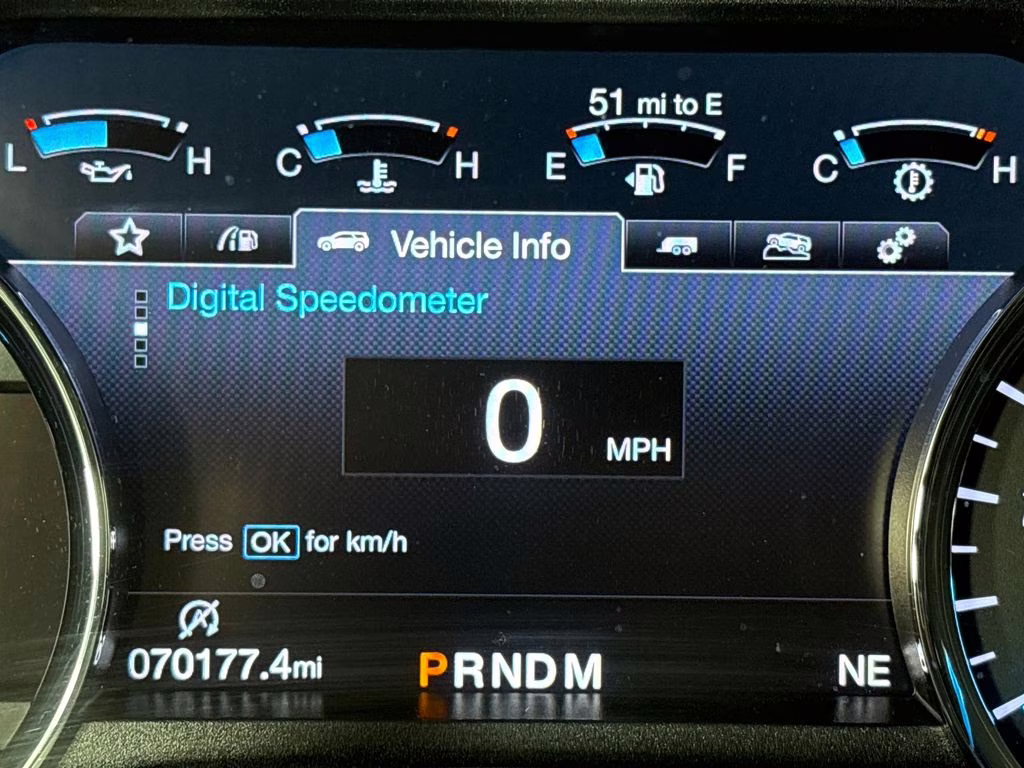 51 mi to E
L H C H E F C H
Vehicle Info
Digital Speedometer
0 MPH
Press OK for km/h
070177.4mi PRNDM NE